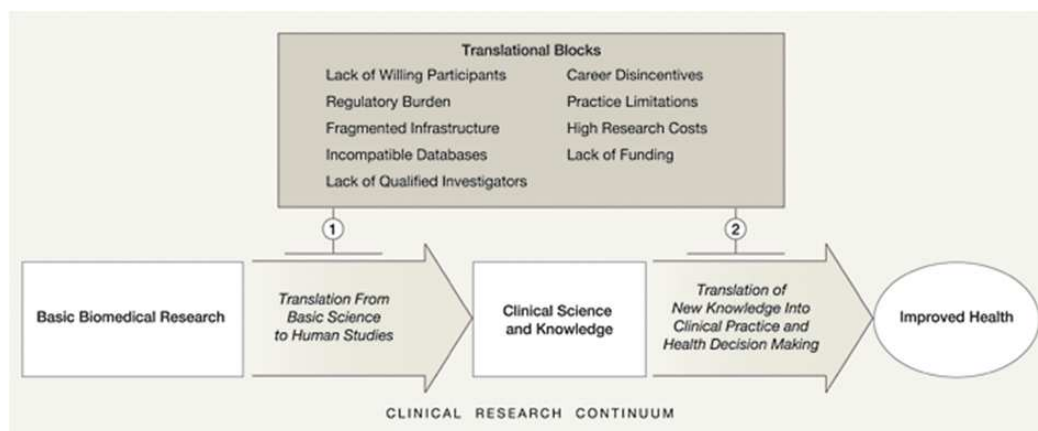 Translational Blocks
Lack of Willing Participants
Regulatory Burden
Fragmented Infrastructure
Incompatible Databases
Lack of Qualified Investigators
Career Disincentives
Practice Limitations
High Research Costs
Lack of Funding
1
2
Basic Biomedical Research
Translation From
Basic Science
to Human Studies
Clinical Science
and Knowledge
Translation of
New Knowledge Into
Clinical Practice and
Health Decision Making
Improved Health
CLINICAL RESEARCH CONTINUUM